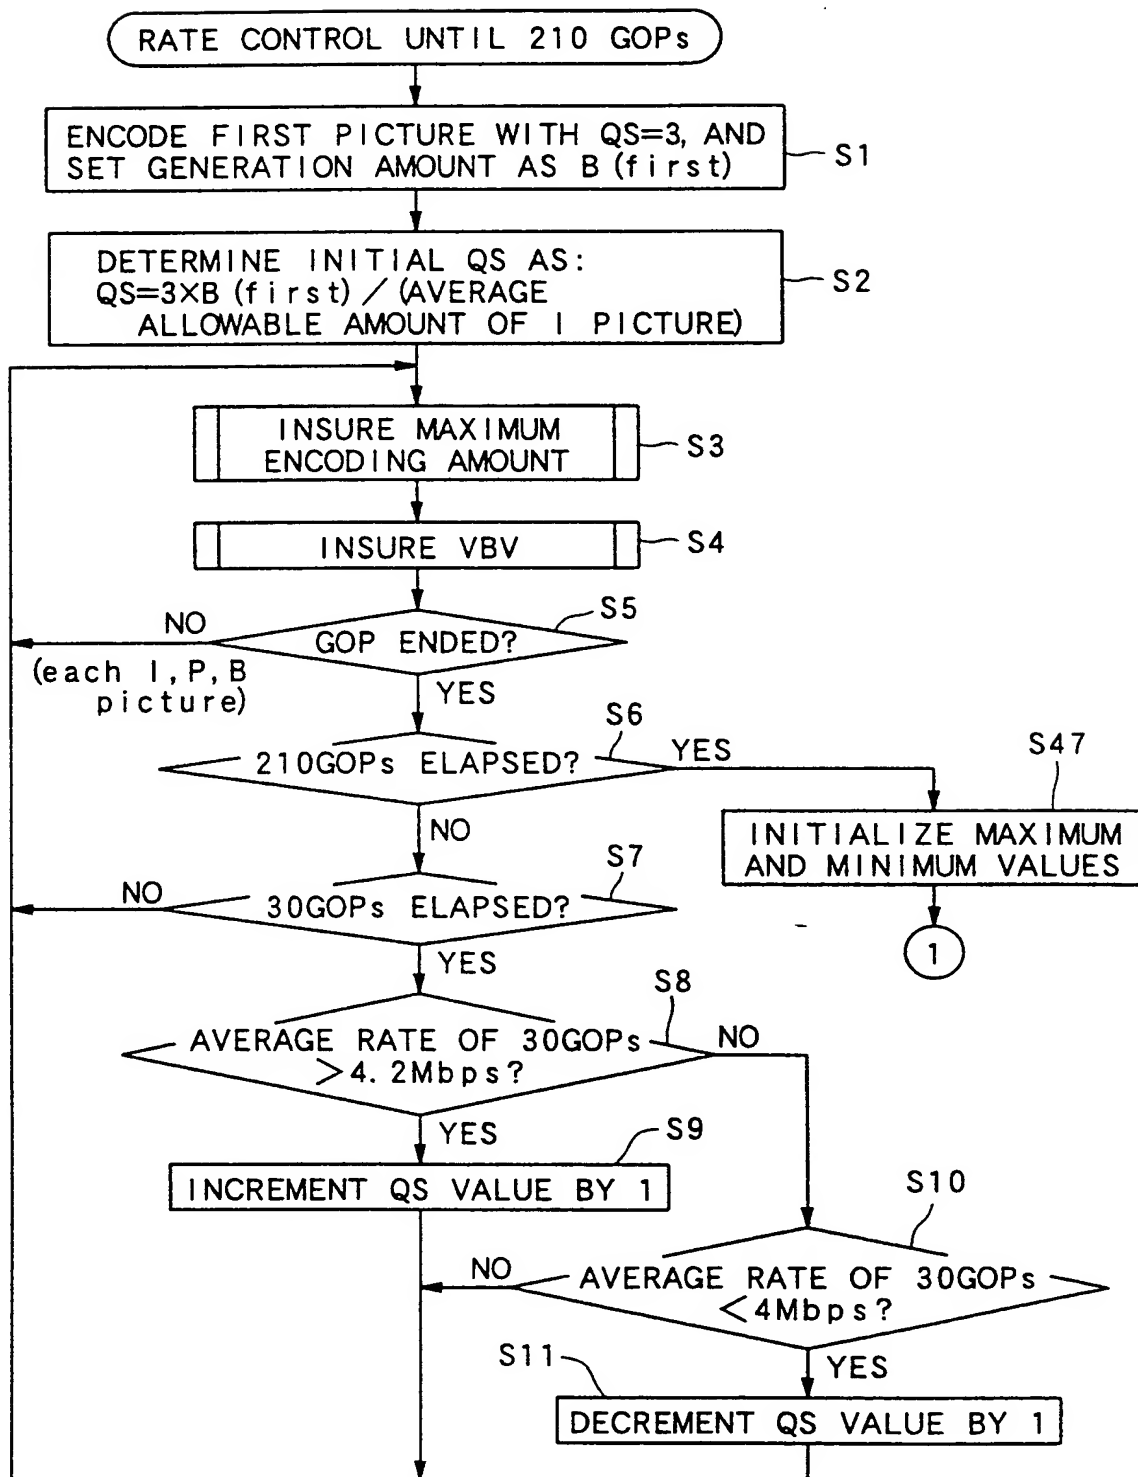 RATE CONTROL UNTIL 210 GOPs
ENCODE FIRST PICTURE WITH QS=3, AND
SET GENERATION AMOUNT AS B (first)
S1
DETERMINE INITIAL QS AS:
QS=3×B (first) / (AVERAGE
ALLOWABLE AMOUNT OF I PICTURE)
S2
INSURE MAXIMUM
ENCODING AMOUNT
S3
INSURE VBV
S4
S5
GOP ENDED?
NO
(each I, P, B
picture)
YES
S6
210GOPs ELAPSED?
YES
S47
INITIALIZE MAXIMUM
AND MINIMUM VALUES
1
NO
S7
30GOPs ELAPSED?
NO
YES
S8
AVERAGE RATE OF 30GOPs
>4. 2Mbps?
NO
YES
S9
INCREMENT QS VALUE BY 1
S10
AVERAGE RATE OF 30GOPs
<4Mbps?
NO
YES
S11
DECREMENT QS VALUE BY 1